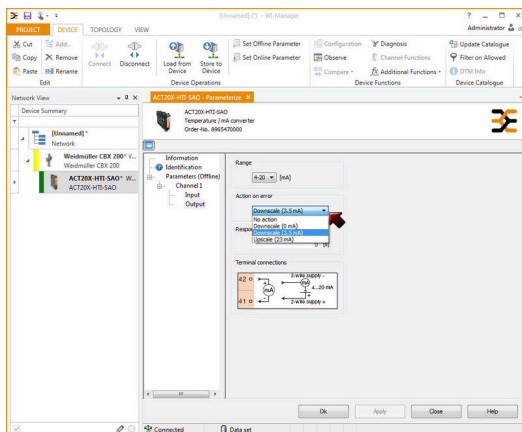 [Unnamed]* - WI-Manager
PROJECT DEVICE TOPOLOGY VIEW
Administrator
Cut
Copy
Paste
Add...
Remove
Rename
Edit
Connect
Disconnect
Load from Device
Store to Device
Set Offline Parameter
Set Online Parameter
Device Operations
Configuration
Observe
Compare
Diagnosis
Channel Functions
Additional Functions
Device Functions
Update Catalogue
Filter on Allowed
DTM Info
Device Catalogue
Network View
Device Summary
[Unnamed]*
Network
Weidmüller CBX 200*
Weidmüller CBX 200
ACT20X-HTI-SAO* W...
ACT20X-HTI-SAO
ACT20X-HTI-SAO - Parameterize
ACT20X-HTI-SAO
Temperature / mA converter
Order-No. 8965470000
Information
Identification
Parameters (Offline)
Channel 1
Input
Output
Range
4-20 [mA]
Action on error
Downscale (3.5 mA)
No action
Downscale (0 mA)
Downscale (3.5 mA)
Upscale (23 mA)
Respo
0 [s]
Terminal connections
42
41
mA
2-wire supply -
mA
4...20 mA
2-wire supply +
Ok
Apply
Close
Help
Connected
Data set